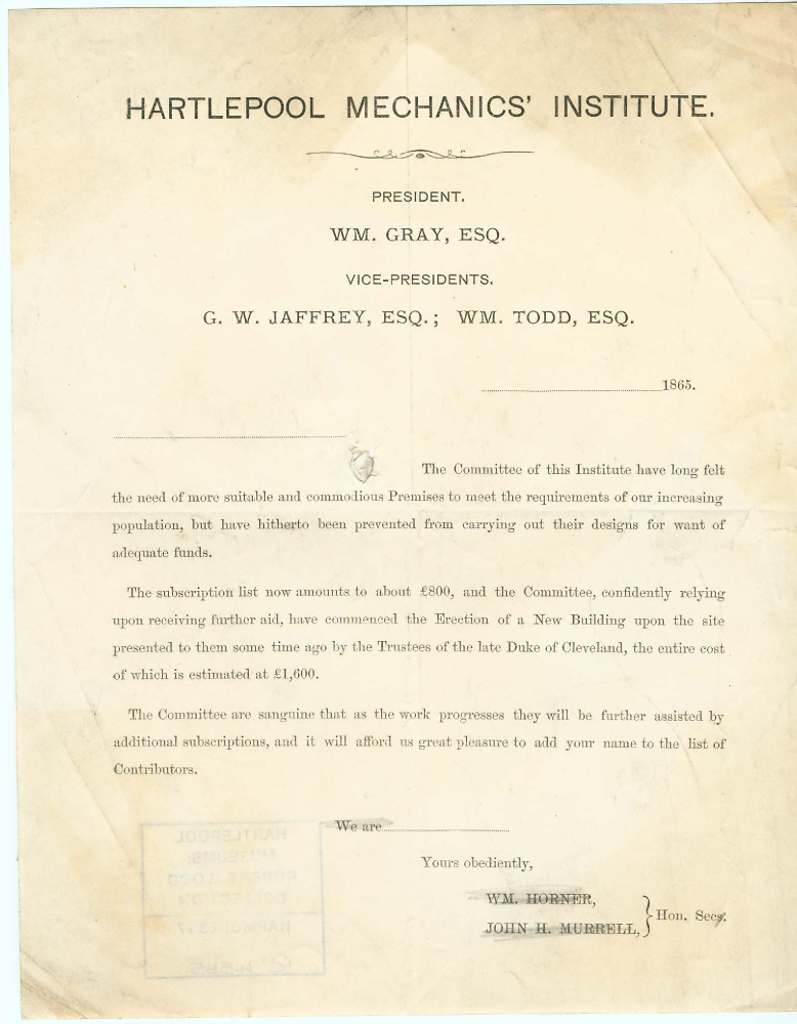 HARTLEPOOL MECHANICS' INSTITUTE.
PRESIDENT.
WM. GRAY, ESQ.
VICE-PRESIDENTS.
G. W. JAFFREY, ESQ.; WM. TODD, ESQ.
1865.
The Committee of this Institute have long felt
the need of more suitable and commodious Premises to meet the requirements of our increasing
population, but have hitherto been prevented from carrying out their designs for want of
adequate funds.
The subscription list now amounts to about £800, and the Committee, confidently relying
upon receiving further aid, have commenced the Erection of a New Building upon the site
presented to them some time ago by the Trustees of the late Duke of Cleveland, the entire cost
of which is estimated at £1,600.
The Committee are sanguine that as the work progresses they will be further assisted by
additional subscriptions, and it will afford us great pleasure to add your name to the list of
Contributors.
We are
Yours obediently,
WM. HORNER,
JOHN H. MURRELL,
Hon. Secs.
HARTLEPOOL